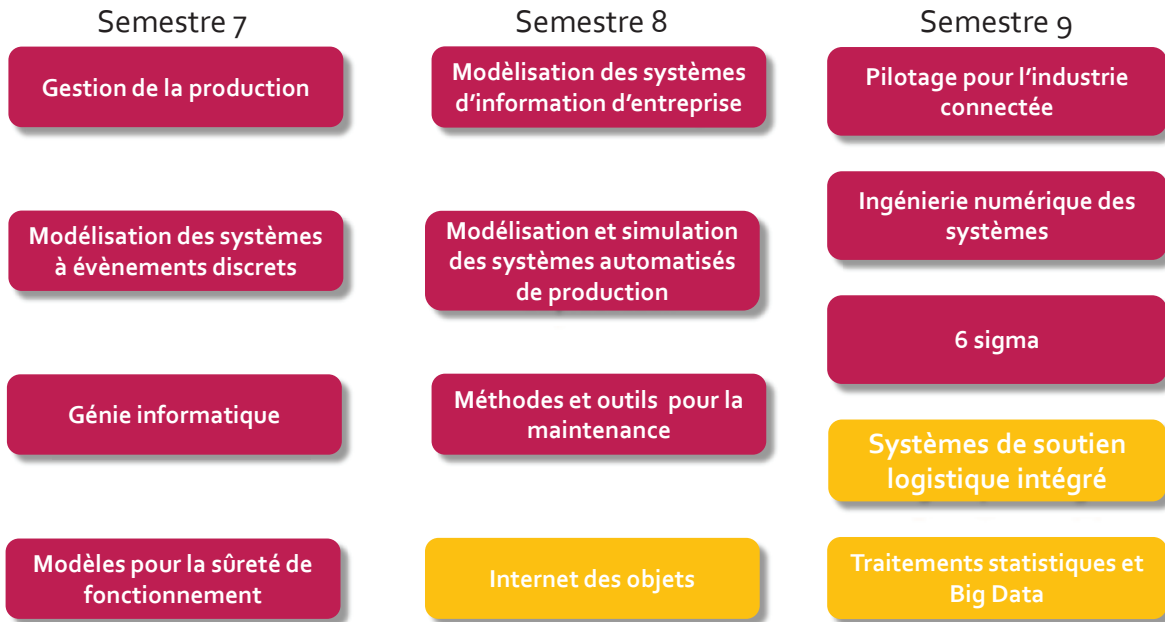 Semestre 7
Gestion de la production
Modélisation des systèmes
à évènements discrets
Génie informatique
Modèles pour la sûreté de
fonctionnement
Semestre 8
Modèlisation des systèmes
d'information d'entreprise
Modélisation et simulation
des systèmes automatisés
de production
Méthodes et outils pour la
maintenance
Internet des objets
Semestre 9
Pilotage pour l'industrie
connectée
Ingénierie numérique des
systèmes
6 sigma
Systèmes de soutien
logistique intégré
Traitements statistiques et
Big Data